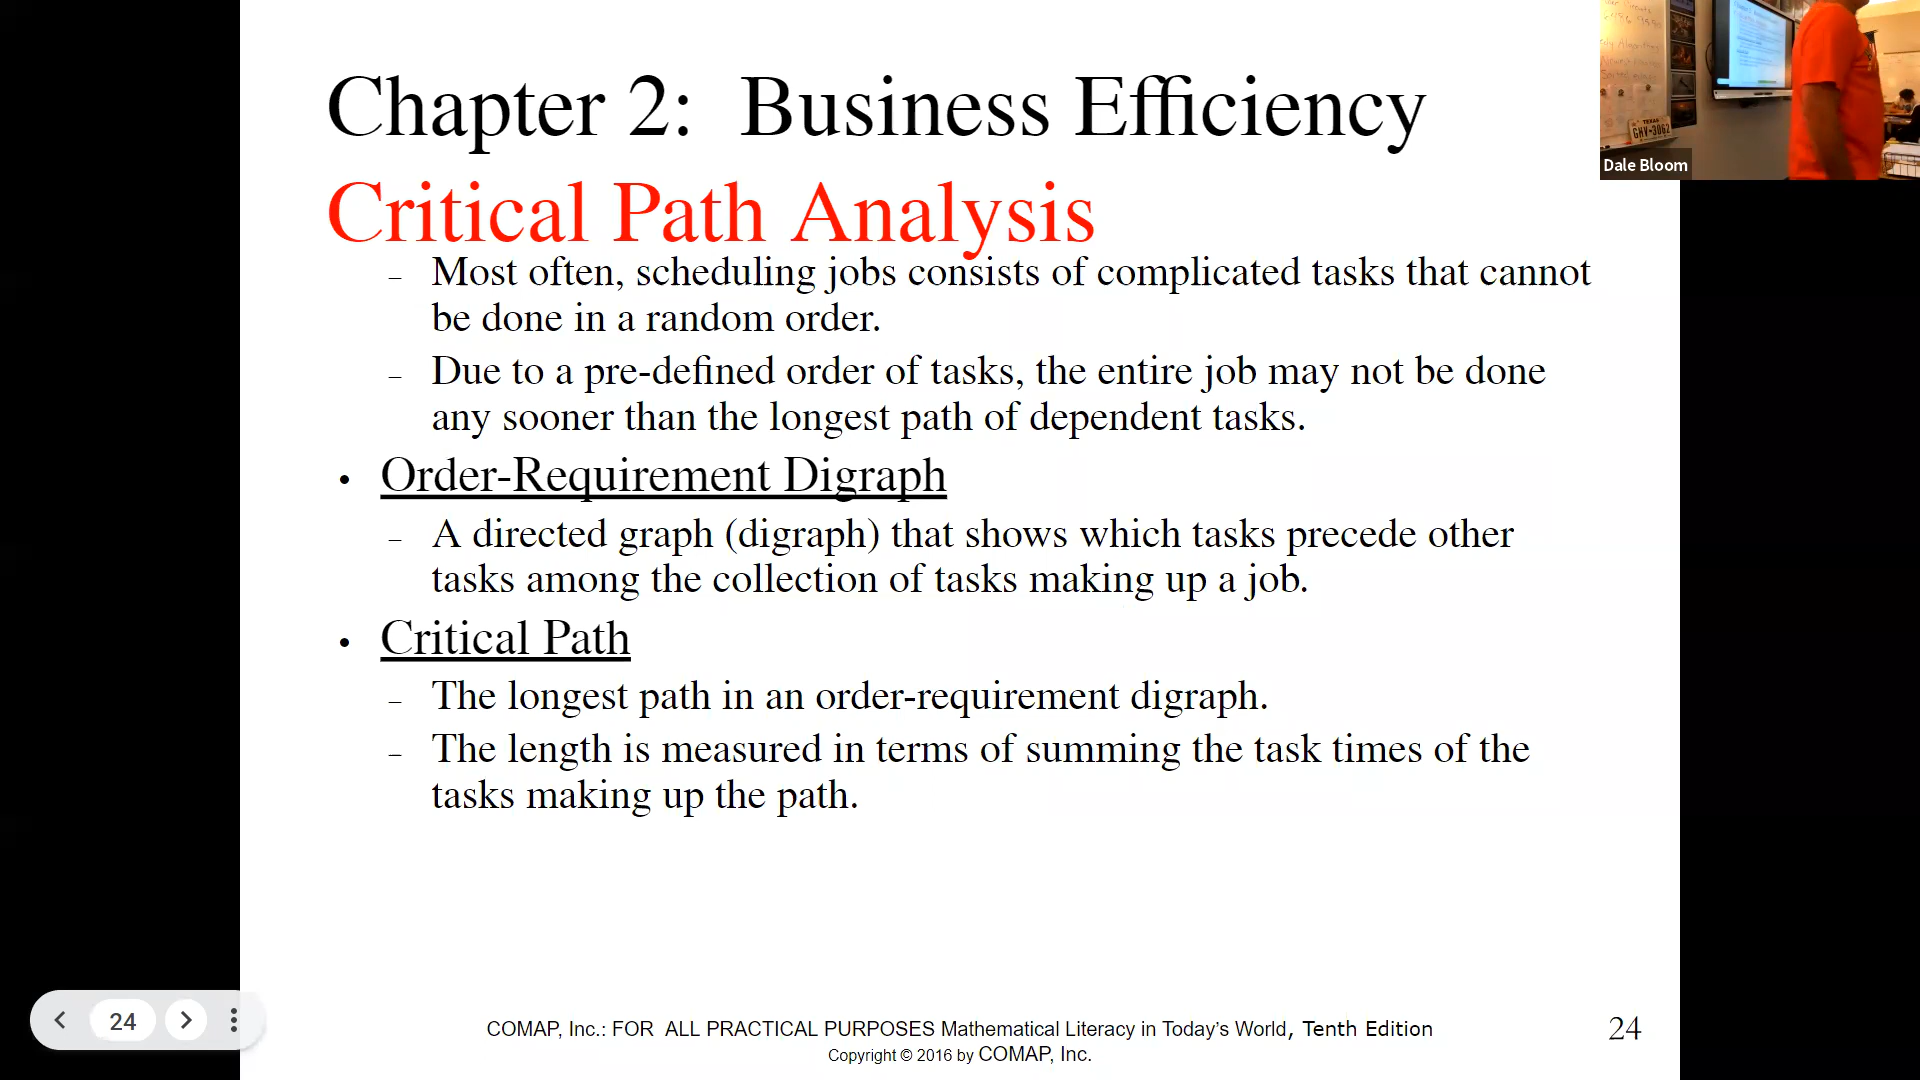 Chapter 2: Business Efficiency
Critical Path Analysis
– Most often, scheduling jobs consists of complicated tasks that cannot
be done in a random order.
– Due to a pre-defined order of tasks, the entire job may not be done
any sooner than the longest path of dependent tasks.
• Order-Requirement Digraph
– A directed graph (digraph) that shows which tasks precede other
tasks among the collection of tasks making up a job.
• Critical Path
– The longest path in an order-requirement digraph.
– The length is measured in terms of summing the task times of the
tasks making up the path.
COMAP, Inc.: FOR ALL PRACTICAL PURPOSES Mathematical Literacy in Today's World, Tenth Edition
Copyright © 2016 by COMAP, Inc.
24
24
TEXAS
GHV-3062
Dale Bloom